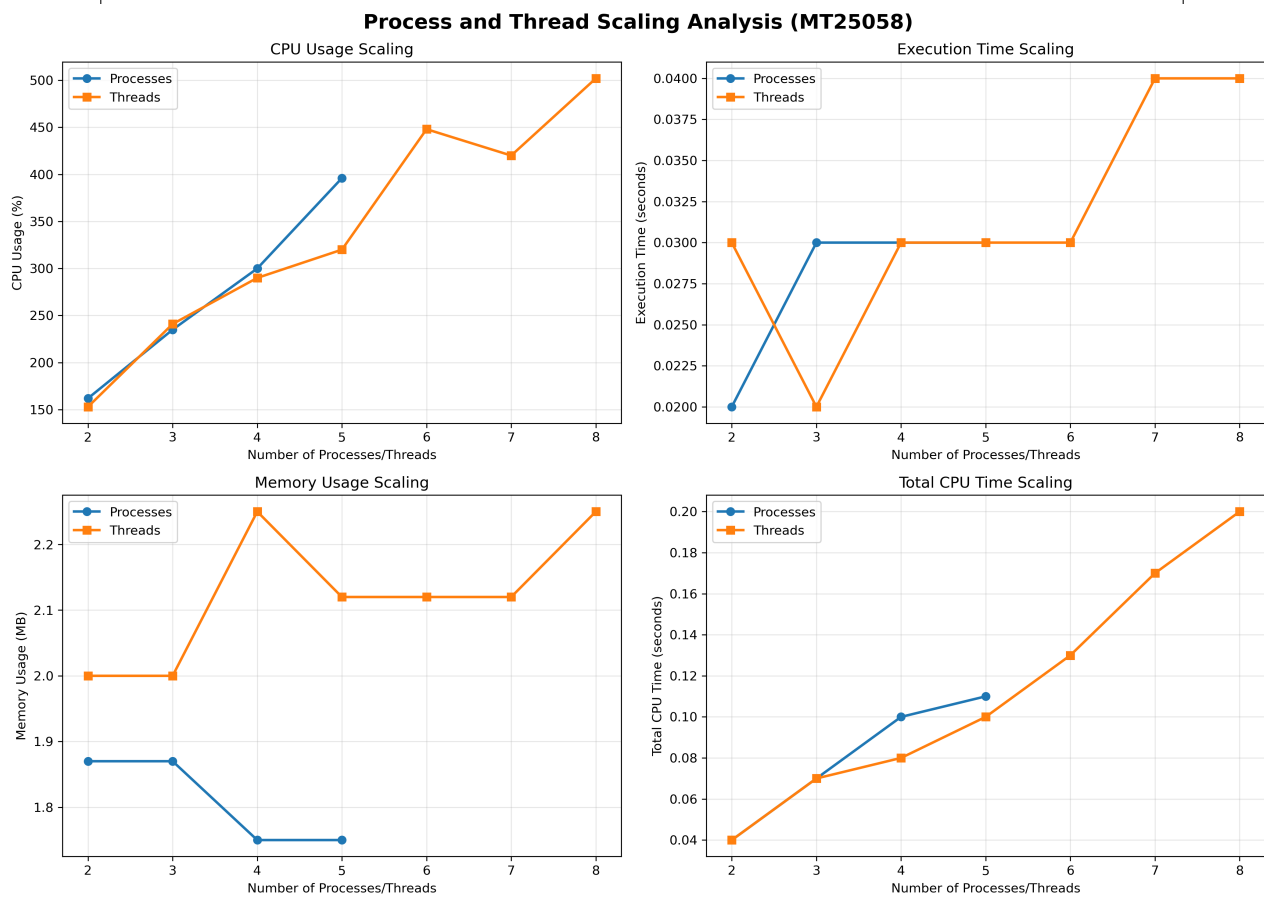 Process and Thread Scaling Analysis (MT25058)
CPU Usage Scaling
Processes
Threads
500
450
400
350
300
250
200
150
CPU Usage (%)
2 3 4 5 6 7 8
Number of Processes/Threads
Execution Time Scaling
Processes
Threads
0.0400
0.0375
0.0350
0.0325
0.0300
0.0275
0.0250
0.0225
0.0200
Execution Time (seconds)
2 3 4 5 6 7 8
Number of Processes/Threads
Memory Usage Scaling
Processes
Threads
2.2
2.1
2.0
1.9
1.8
Memory Usage (MB)
2 3 4 5 6 7 8
Number of Processes/Threads
Total CPU Time Scaling
Processes
Threads
0.20
0.18
0.16
0.14
0.12
0.10
0.08
0.06
0.04
Total CPU Time (seconds)
2 3 4 5 6 7 8
Number of Processes/Threads